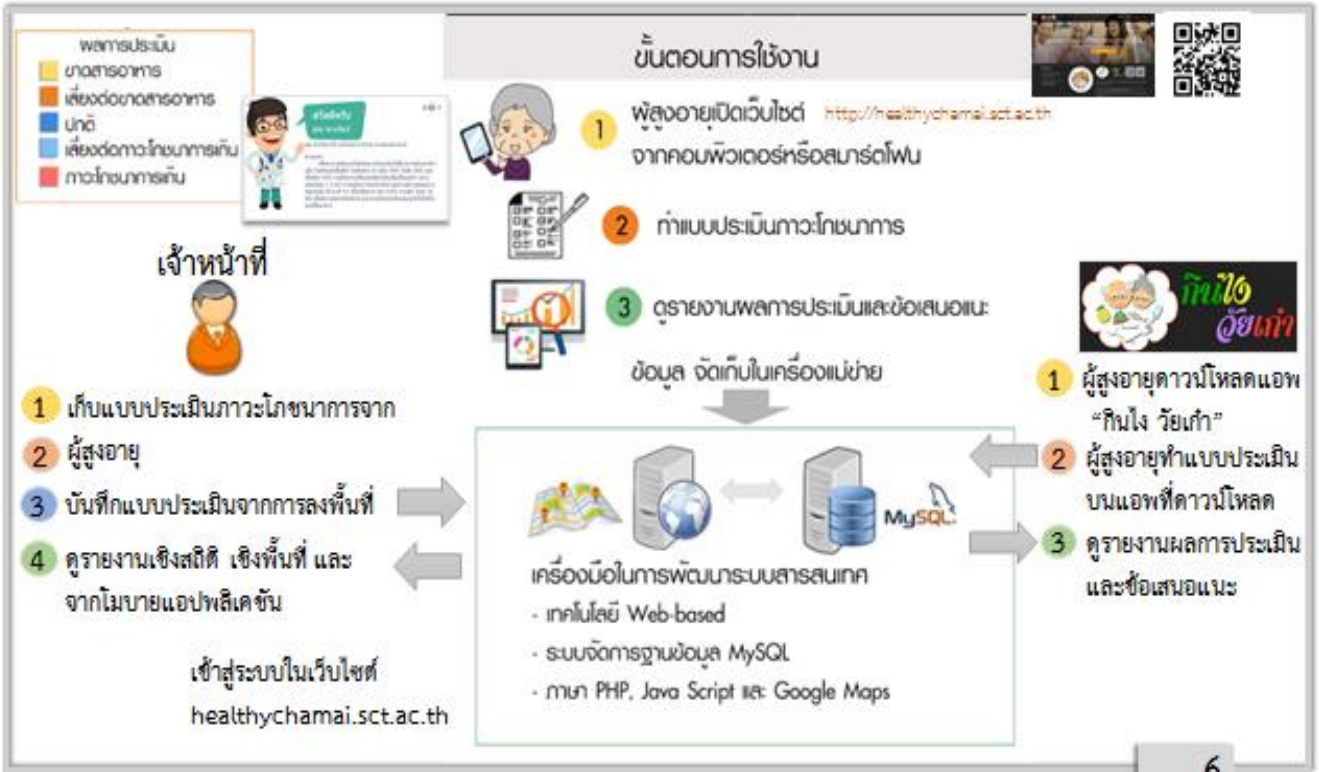 ผลการประเมิน
ขาดสารอาหาร
เสี่ยงต่อขาดสารอาหาร
ปกติ
เสี่ยงต่อภาวะโภชนาการเกิน
ภาวะโภชนาการเกิน
สวัสดีครับ
ขั้นตอนการใช้งาน
1 ผู้สูงอายุเปิดเว็บไซต์ http://healthychamai.sct.ac.th
จากคอมพิวเตอร์หรือสมาร์ตโฟน
2 ทำแบบประเมินภาวะโภชนาการ
3 ดูรายงานผลการประเมินและข้อเสนอแนะ
ข้อมูล จัดเก็บในเครื่องแม่ข่าย
เจ้าหน้าที่
1 เก็บแบบประเมินภาวะโภชนาการจาก
2 ผู้สูงอายุ
3 บันทึกแบบประเมินจากการลงพื้นที่
4 ดูรายงานเชิงสถิติ เชิงพื้นที่ และ
จากโมบายแอปพลิเคชัน
เข้าสู่ระบบในเว็บไซต์
healthychamai.sct.ac.th
MySQL
เครื่องมือในการพัฒนาระบบสารสนเทศ
- เทคโนโลยี Web-based
- ระบบจัดการฐานข้อมูล MySQL
- ภาษา PHP, Java Script และ Google Maps
กินไง
วัยเก๋า
1 ผู้สูงอายุดาวน์โหลดแอพ
“กินไง วัยเก๋า”
2 ผู้สูงอายุทำแบบประเมิน
บนแอพที่ดาวน์โหลด
3 ดูรายงานผลการประเมิน
และข้อเสนอแนะ
6